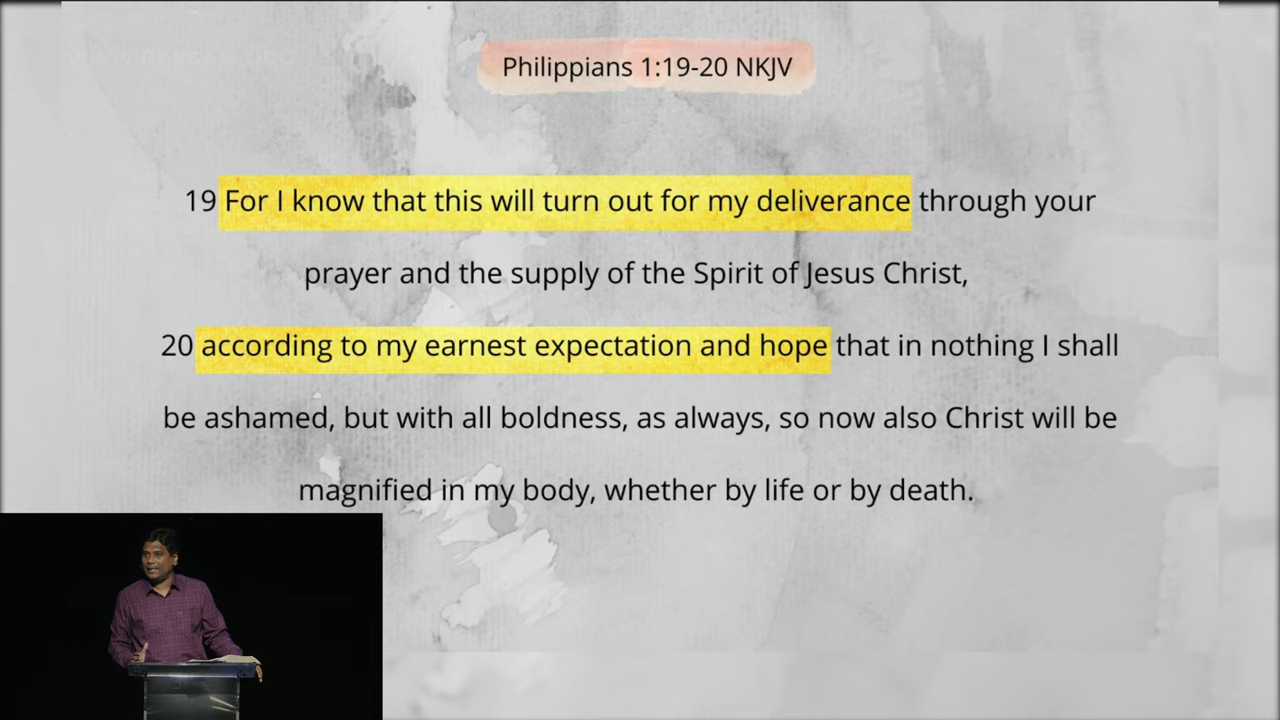 Philippians 1:19-20 NKJV
19 For I know that this will turn out for my deliverance through your
prayer and the supply of the Spirit of Jesus Christ,
20 according to my earnest expectation and hope that in nothing I shall
be ashamed, but with all boldness, as always, so now also Christ will be
magnified in my body, whether by life or by death.